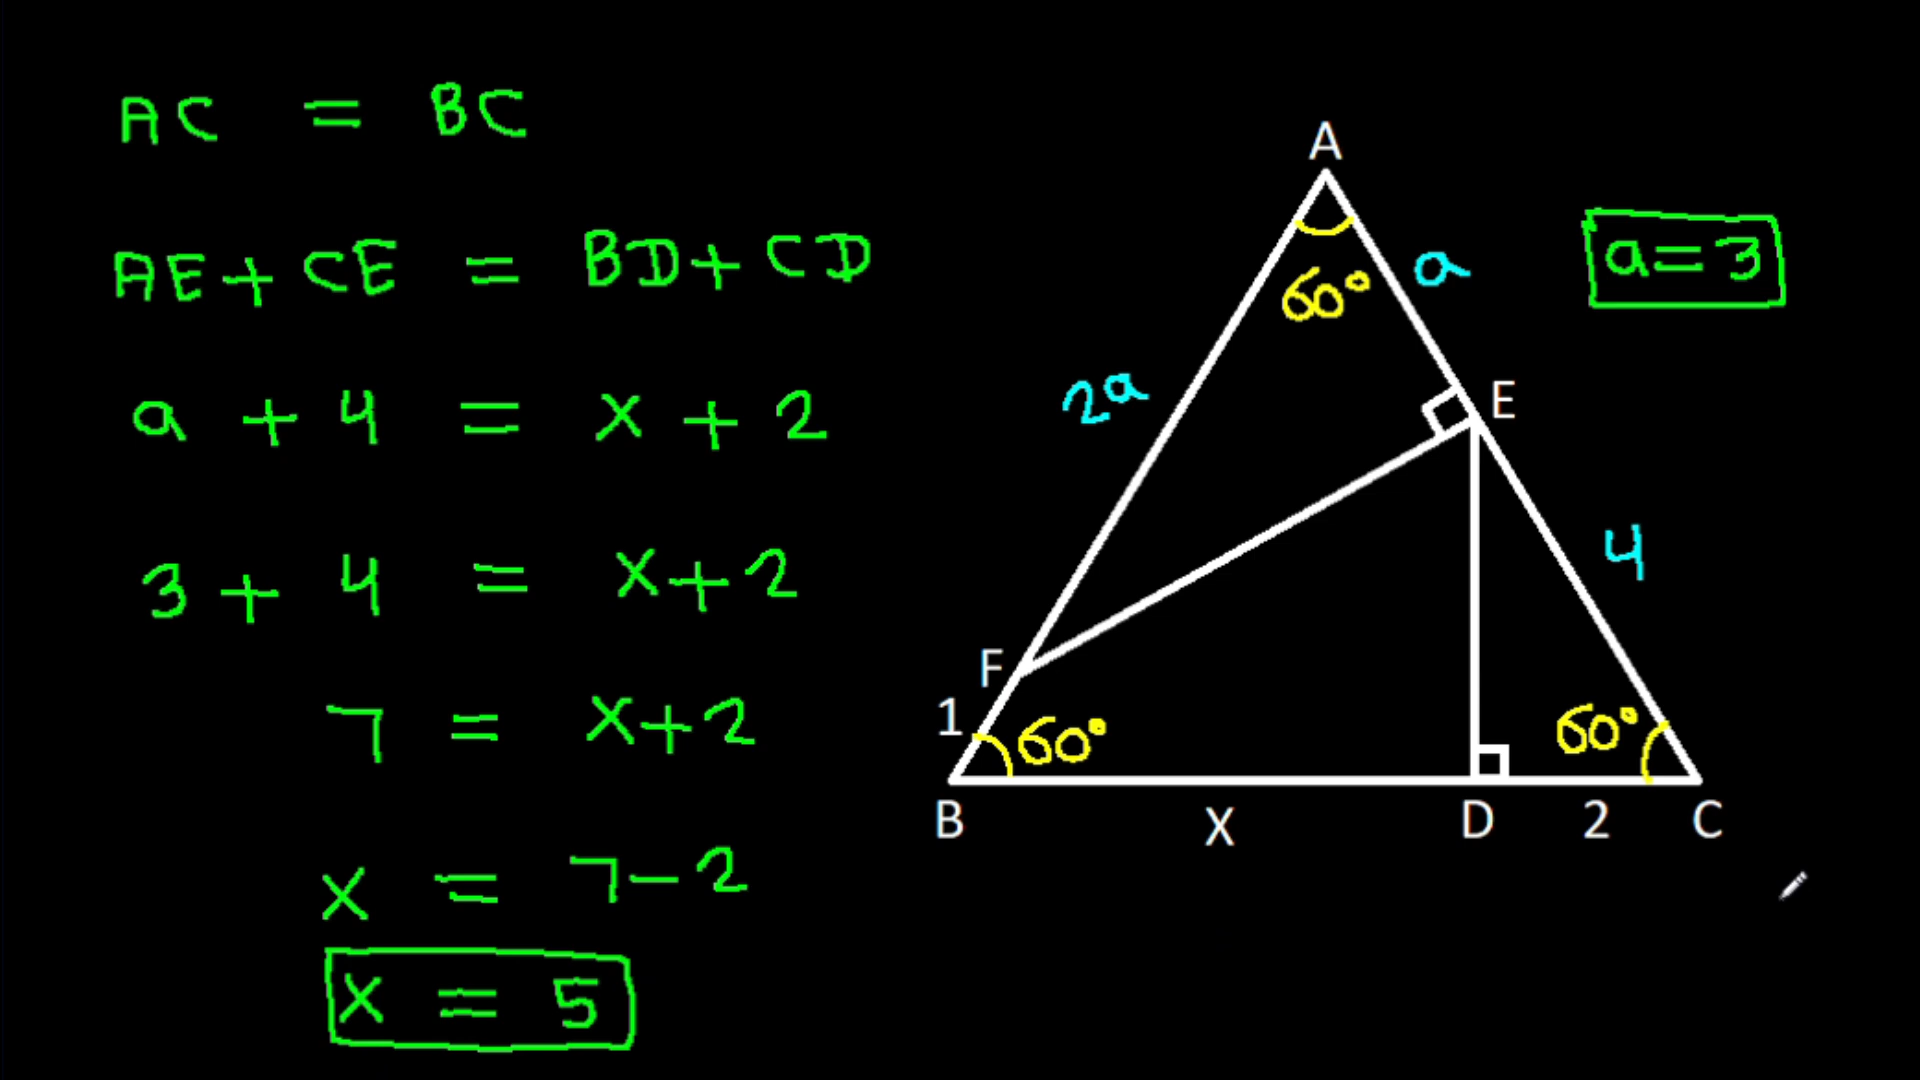 AC = BC
AE + CE = BD + CD
a + 4 = x + 2
3 + 4 = x + 2
7 = x + 2
x = 7 - 2
x = 5
A
60°
a
a = 3
2a
E
4
F
1
60°
60°
B
X
D
2
C